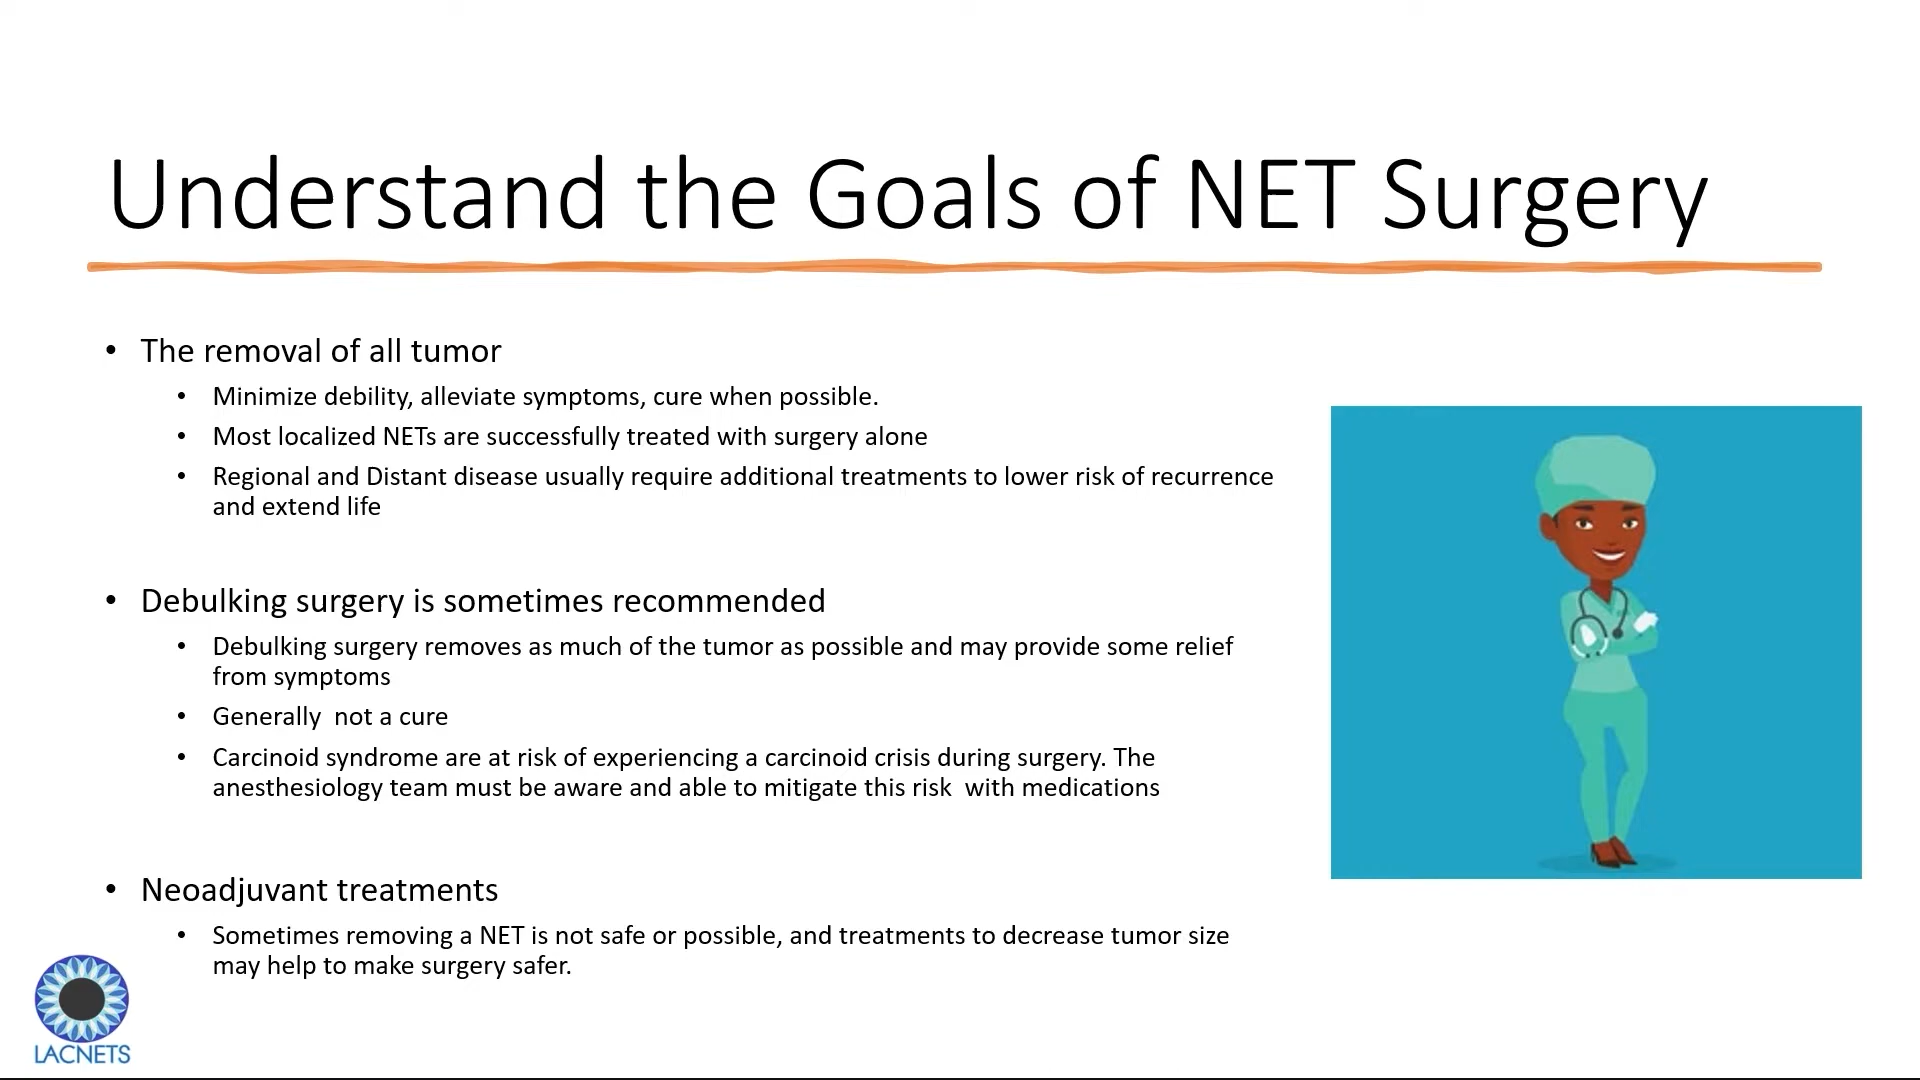 Understand the Goals of NET Surgery
• The removal of all tumor
• Minimize debility, alleviate symptoms, cure when possible.
• Most localized NETs are successfully treated with surgery alone
• Regional and Distant disease usually require additional treatments to lower risk of recurrence
and extend life
• Debulking surgery is sometimes recommended
• Debulking surgery removes as much of the tumor as possible and may provide some relief
from symptoms
• Generally  not a cure
• Carcinoid syndrome are at risk of experiencing a carcinoid crisis during surgery. The
anesthesiology team must be aware and able to mitigate this risk  with medications
• Neoadjuvant treatments
• Sometimes removing a NET is not safe or possible, and treatments to decrease tumor size
may help to make surgery safer.
LACNETS